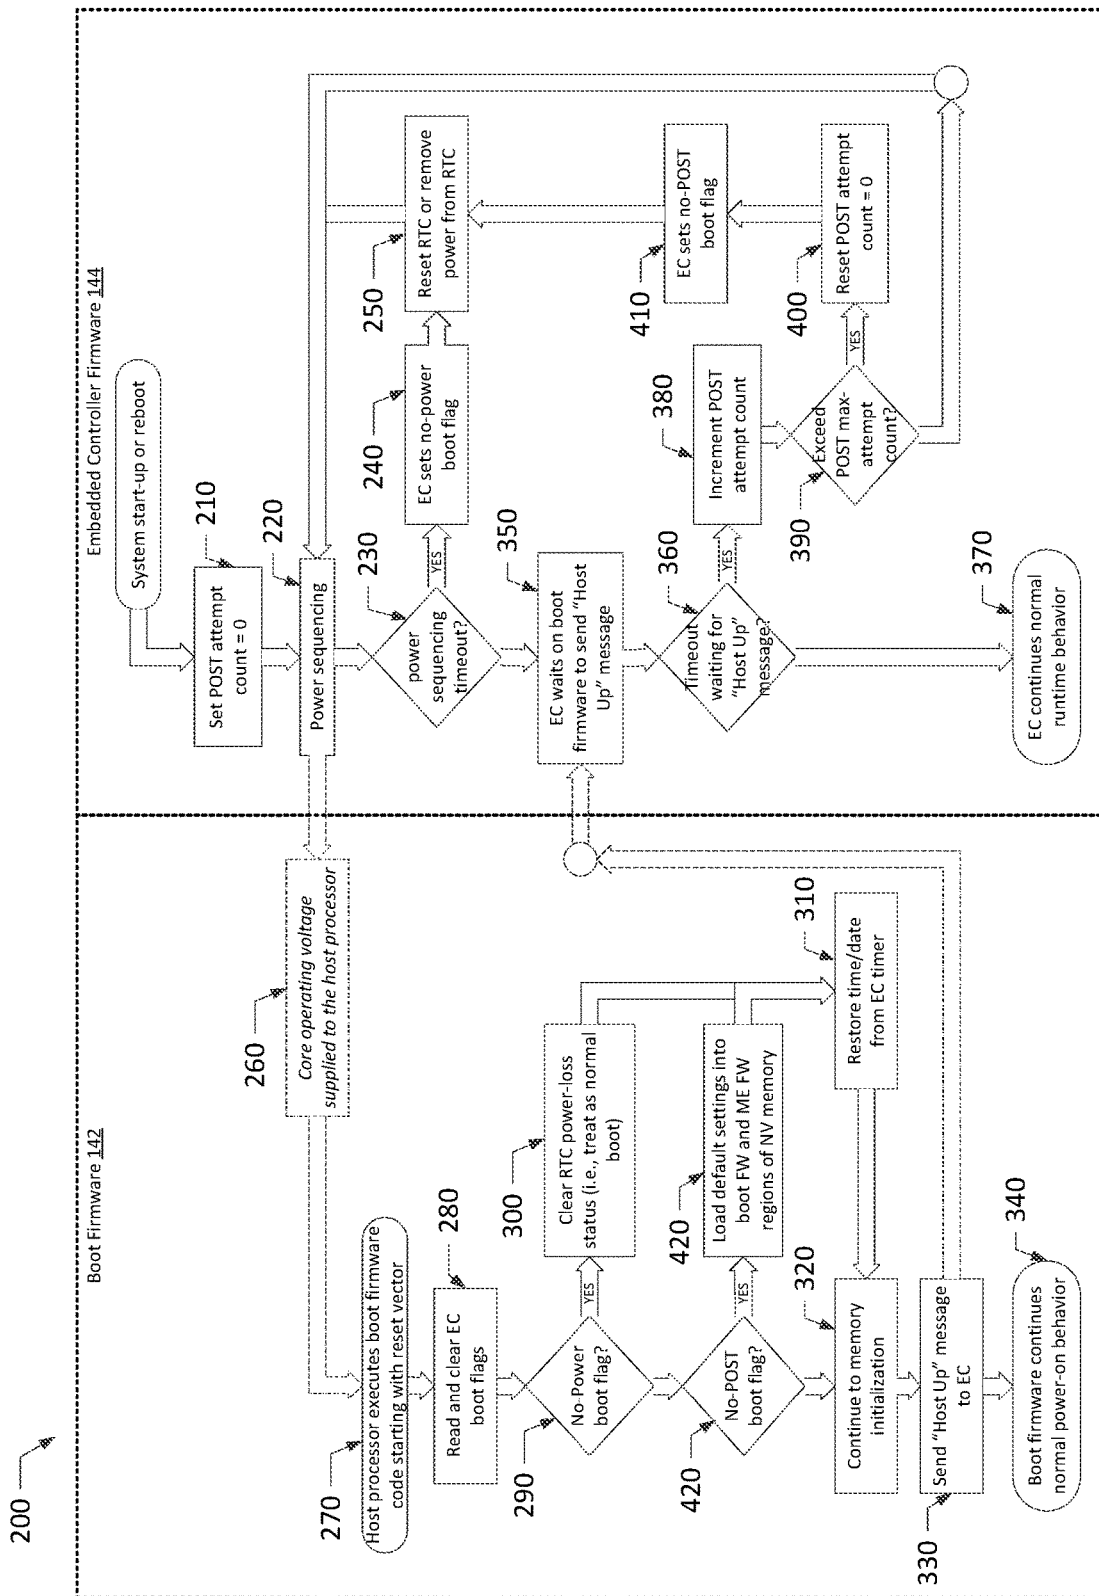 200
Boot Firmware 142
Embedded Controller Firmware 144
System start-up or reboot
210
Set POST attempt
count = 0
220
Power sequencing
230
power
sequencing
timeout?
YES
240
EC sets no-power
boot flag
250
Reset RTC or remove
power from RTC
260
Core operating voltage
supplied to the host processor
270
Host processor executes boot firmware
code starting with reset vector
280
Read and clear EC
boot flags
290
No-Power
boot flag?
YES
300
Clear RTC power-loss
status (i.e., treat as normal
boot)
420
No-POST
boot flag?
YES
420
Load default settings into
boot FW and ME FW
regions of NV memory
310
Restore time/date
from EC timer
320
Continue to memory
initialization
330
Send “Host Up” message
to EC
340
Boot firmware continues
normal power-on behavior
350
EC waits on boot
firmware to send “Host
Up” message
360
Timeout
waiting for
“Host Up”
message?
YES
370
EC continues normal
runtime behavior
380
Increment POST
attempt count
390
Exceed
POST max-
attempt
count?
YES
400
Reset POST attempt
count = 0
410
EC sets no-POST
boot flag